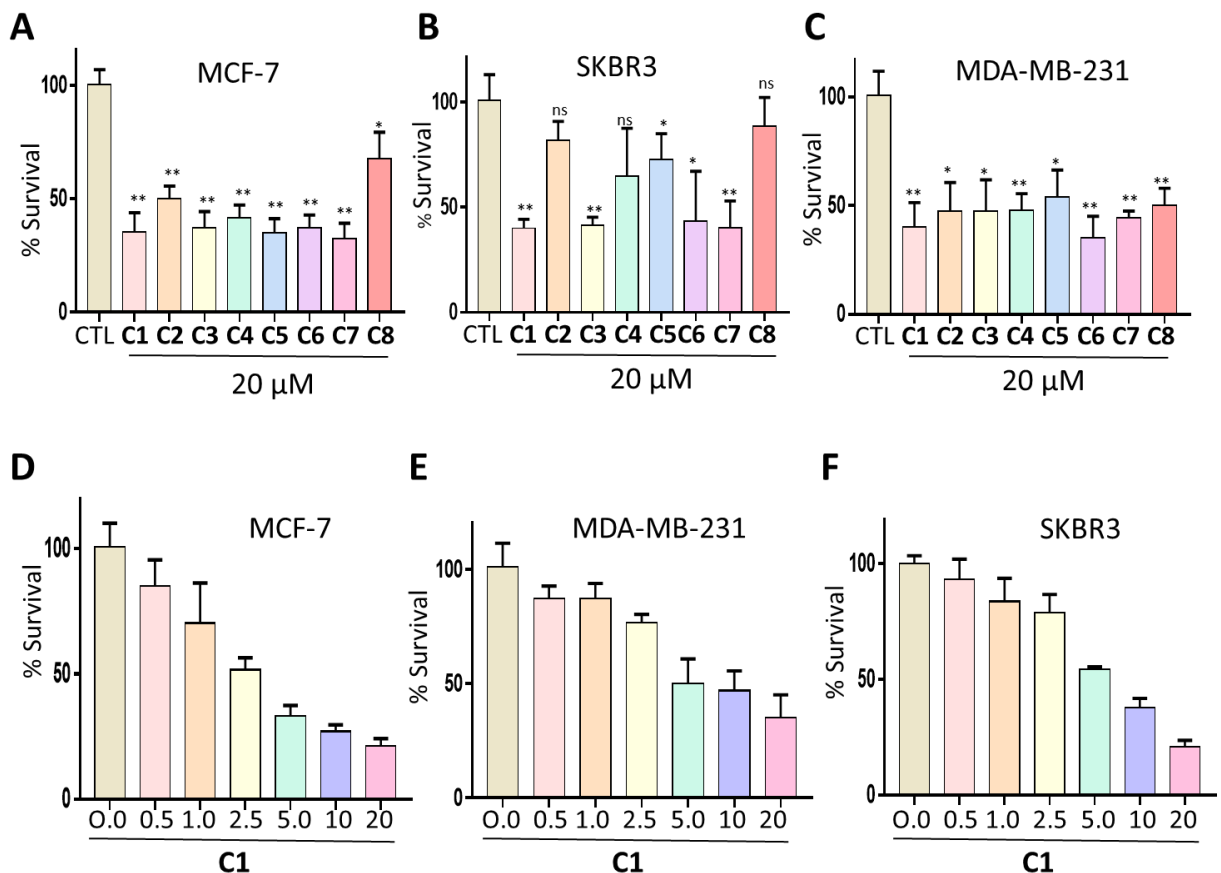 A
MCF-7
% Survival
100
50
0
**
**
**
**
**
**
**
*
CTL C1 C2 C3 C4 C5 C6 C7 C8
20 µM
B
SKBR3
% Survival
100
50
0
**
ns
**
ns
*
*
**
ns
CTL C1 C2 C3 C4 C5 C6 C7 C8
20 µM
C
MDA-MB-231
% Survival
100
50
0
**
*
*
**
*
**
**
**
CTL C1 C2 C3 C4 C5 C6 C7 C8
20 µM
D
MCF-7
% Survival
100
50
0
O.0 0.5 1.0 2.5 5.0 10 20
C1
E
MDA-MB-231
% Survival
100
50
0
O.0 0.5 1.0 2.5 5.0 10 20
C1
F
SKBR3
% Survival
100
50
0
O.0 0.5 1.0 2.5 5.0 10 20
C1